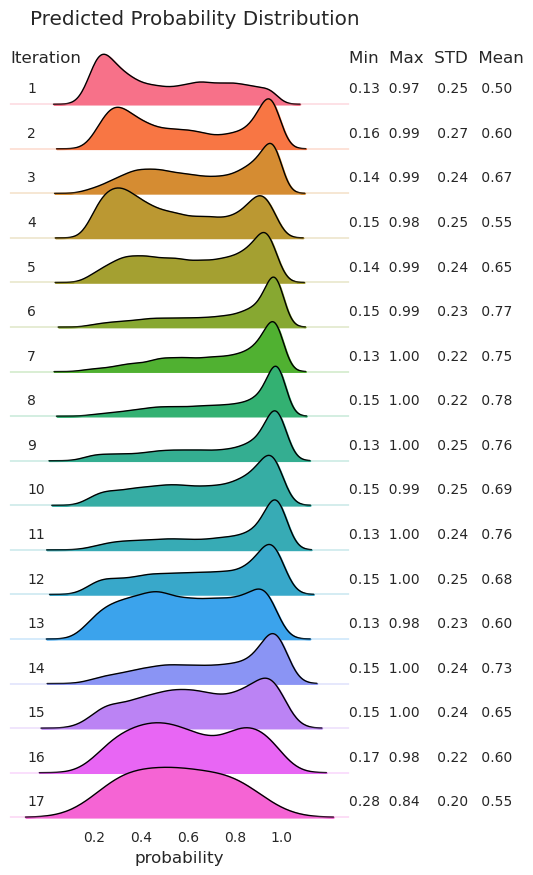 Predicted Probability Distribution
Iteration Min Max STD Mean
1 0.13 0.97 0.25 0.50
2 0.16 0.99 0.27 0.60
3 0.14 0.99 0.24 0.67
4 0.15 0.98 0.25 0.55
5 0.14 0.99 0.24 0.65
6 0.15 0.99 0.23 0.77
7 0.13 1.00 0.22 0.75
8 0.15 1.00 0.22 0.78
9 0.13 1.00 0.25 0.76
10 0.15 0.99 0.25 0.69
11 0.13 1.00 0.24 0.76
12 0.15 1.00 0.25 0.68
13 0.13 0.98 0.23 0.60
14 0.15 1.00 0.24 0.73
15 0.15 1.00 0.24 0.65
16 0.17 0.98 0.22 0.60
17 0.28 0.84 0.20 0.55
0.2 0.4 0.6 0.8 1.0
probability